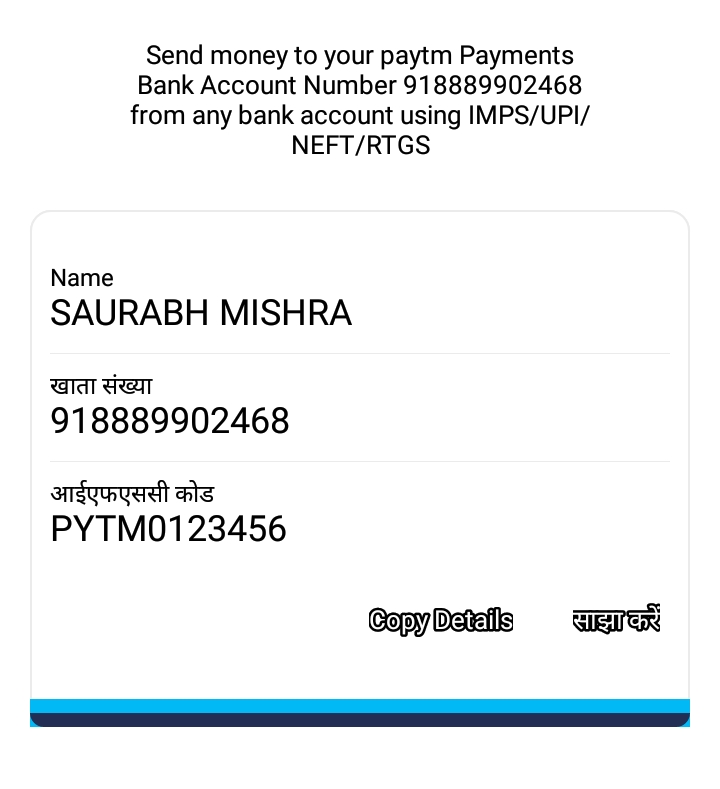 Send money to your paytm Payments
Bank Account Number 918889902468
from any bank account using IMPS/UPI/
NEFT/RTGS
Name
SAURABH MISHRA
खाता संख्या
918889902468
आईएफएससी कोड
PYTM0123456
Copy Details साझा करें